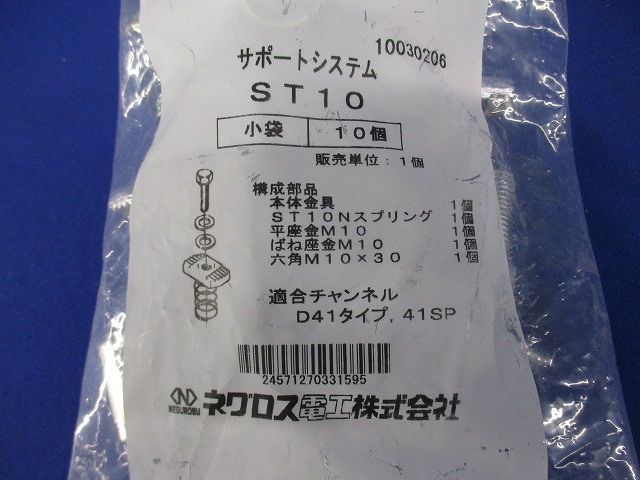 サポートシステム
10030206
ST10
小袋 10個
販売単位：1個
構成部品
本体金具 1個
ST10Nスプリング 1個
平座金M10 1個
ばね座金M10 1個
六角M10×30 1個
適合チャンネル
D41タイプ, 41SP
24571270331595
NEGUROSU ネグロス電工株式会社